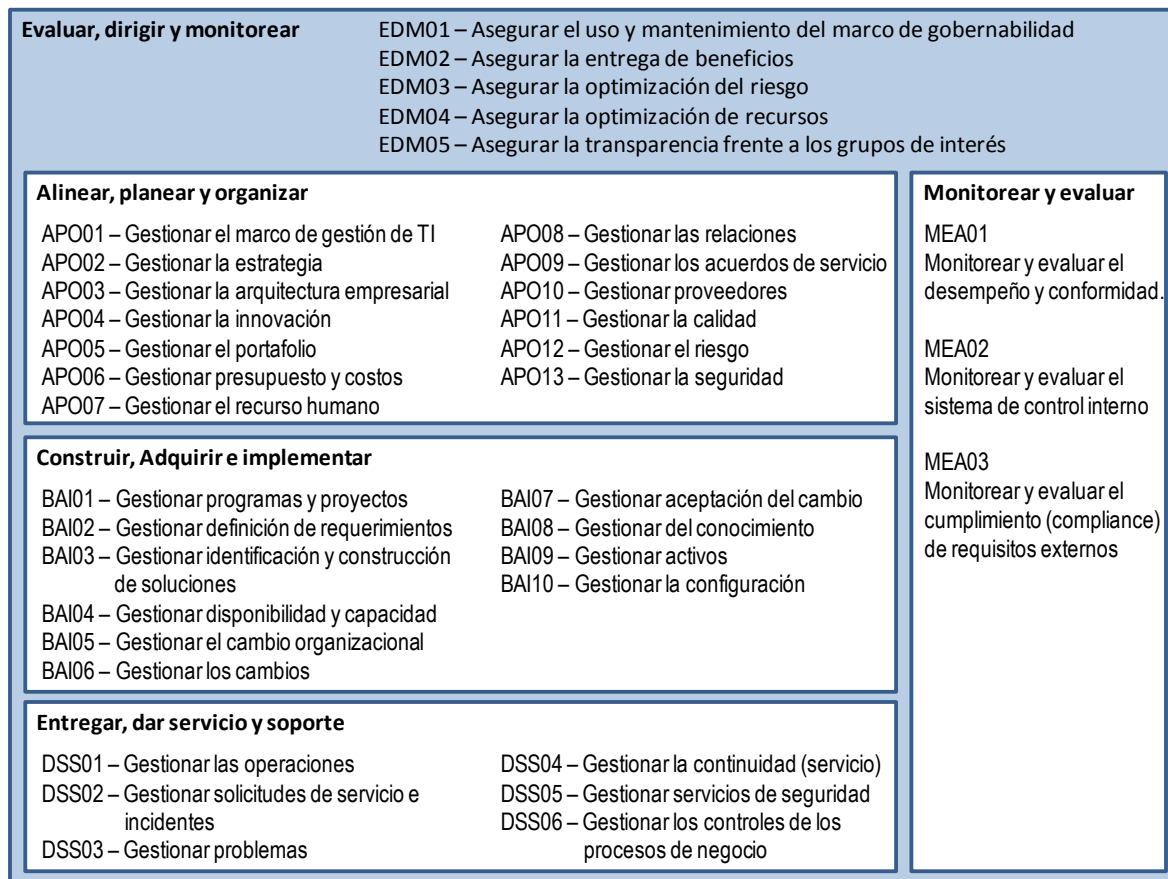 Evaluar, dirigir y monitorear
EDM01 – Asegurar el uso y mantenimiento del marco de gobernabilidad
EDM02 – Asegurar la entrega de beneficios
EDM03 – Asegurar la optimización del riesgo
EDM04 – Asegurar la optimización de recursos
EDM05 – Asegurar la transparencia frente a los grupos de interés
Alinear, planear y organizar
APO01 – Gestionar el marco de gestión de TI
APO02 – Gestionar la estrategia
APO03 – Gestionar la arquitectura empresarial
APO04 – Gestionar la innovación
APO05 – Gestionar el portafolio
APO06 – Gestionar presupuesto y costos
APO07 – Gestionar el recurso humano
APO08 – Gestionar las relaciones
APO09 – Gestionar los acuerdos de servicio
APO10 – Gestionar proveedores
APO11 – Gestionar la calidad
APO12 – Gestionar el riesgo
APO13 – Gestionar la seguridad
Construir, Adquirir e implementar
BAI01 – Gestionar programas y proyectos
BAI02 – Gestionar definición de requerimientos
BAI03 – Gestionar identificación y construcción
de soluciones
BAI04 – Gestionar disponibilidad y capacidad
BAI05 – Gestionar el cambio organizacional
BAI06 – Gestionar los cambios
BAI07 – Gestionar aceptación del cambio
BAI08 – Gestionar del conocimiento
BAI09 – Gestionar activos
BAI10 – Gestionar la configuración
Entregar, dar servicio y soporte
DSS01 – Gestionar las operaciones
DSS02 – Gestionar solicitudes de servicio e
incidentes
DSS03 – Gestionar problemas
DSS04 – Gestionar la continuidad (servicio)
DSS05 – Gestionar servicios de seguridad
DSS06 – Gestionar los controles de los
procesos de negocio
Monitorear y evaluar
MEA01
Monitorear y evaluar el
desempeño y conformidad.
MEA02
Monitorear y evaluar el
sistema de control interno
MEA03
Monitorear y evaluar el
cumplimiento (compliance)
de requisitos externos